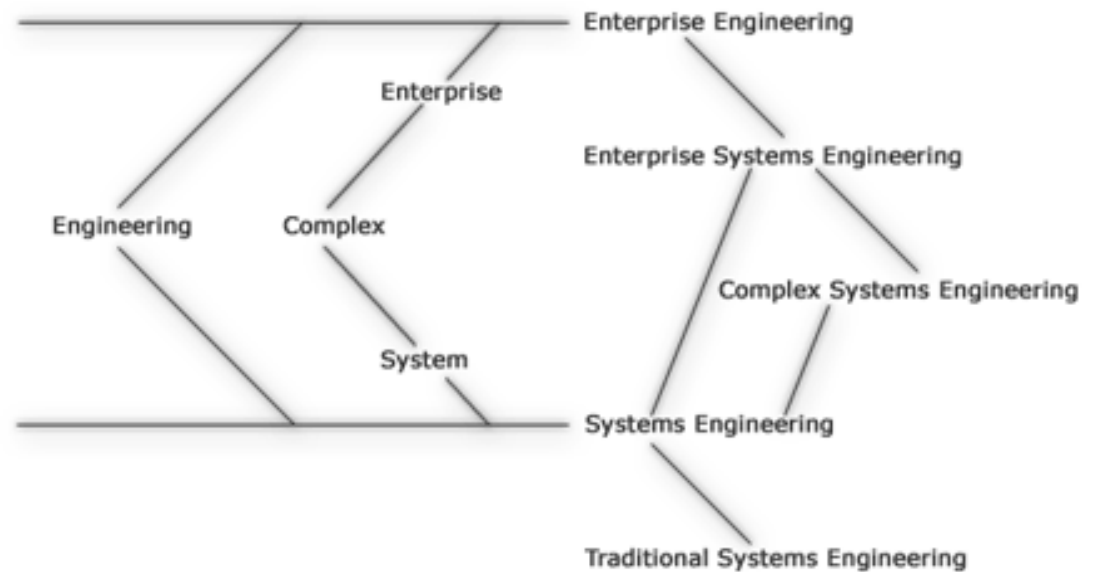 Enterprise Engineering
Enterprise
Enterprise Systems Engineering
Engineering
Complex
Complex Systems Engineering
System
Systems Engineering
Traditional Systems Engineering